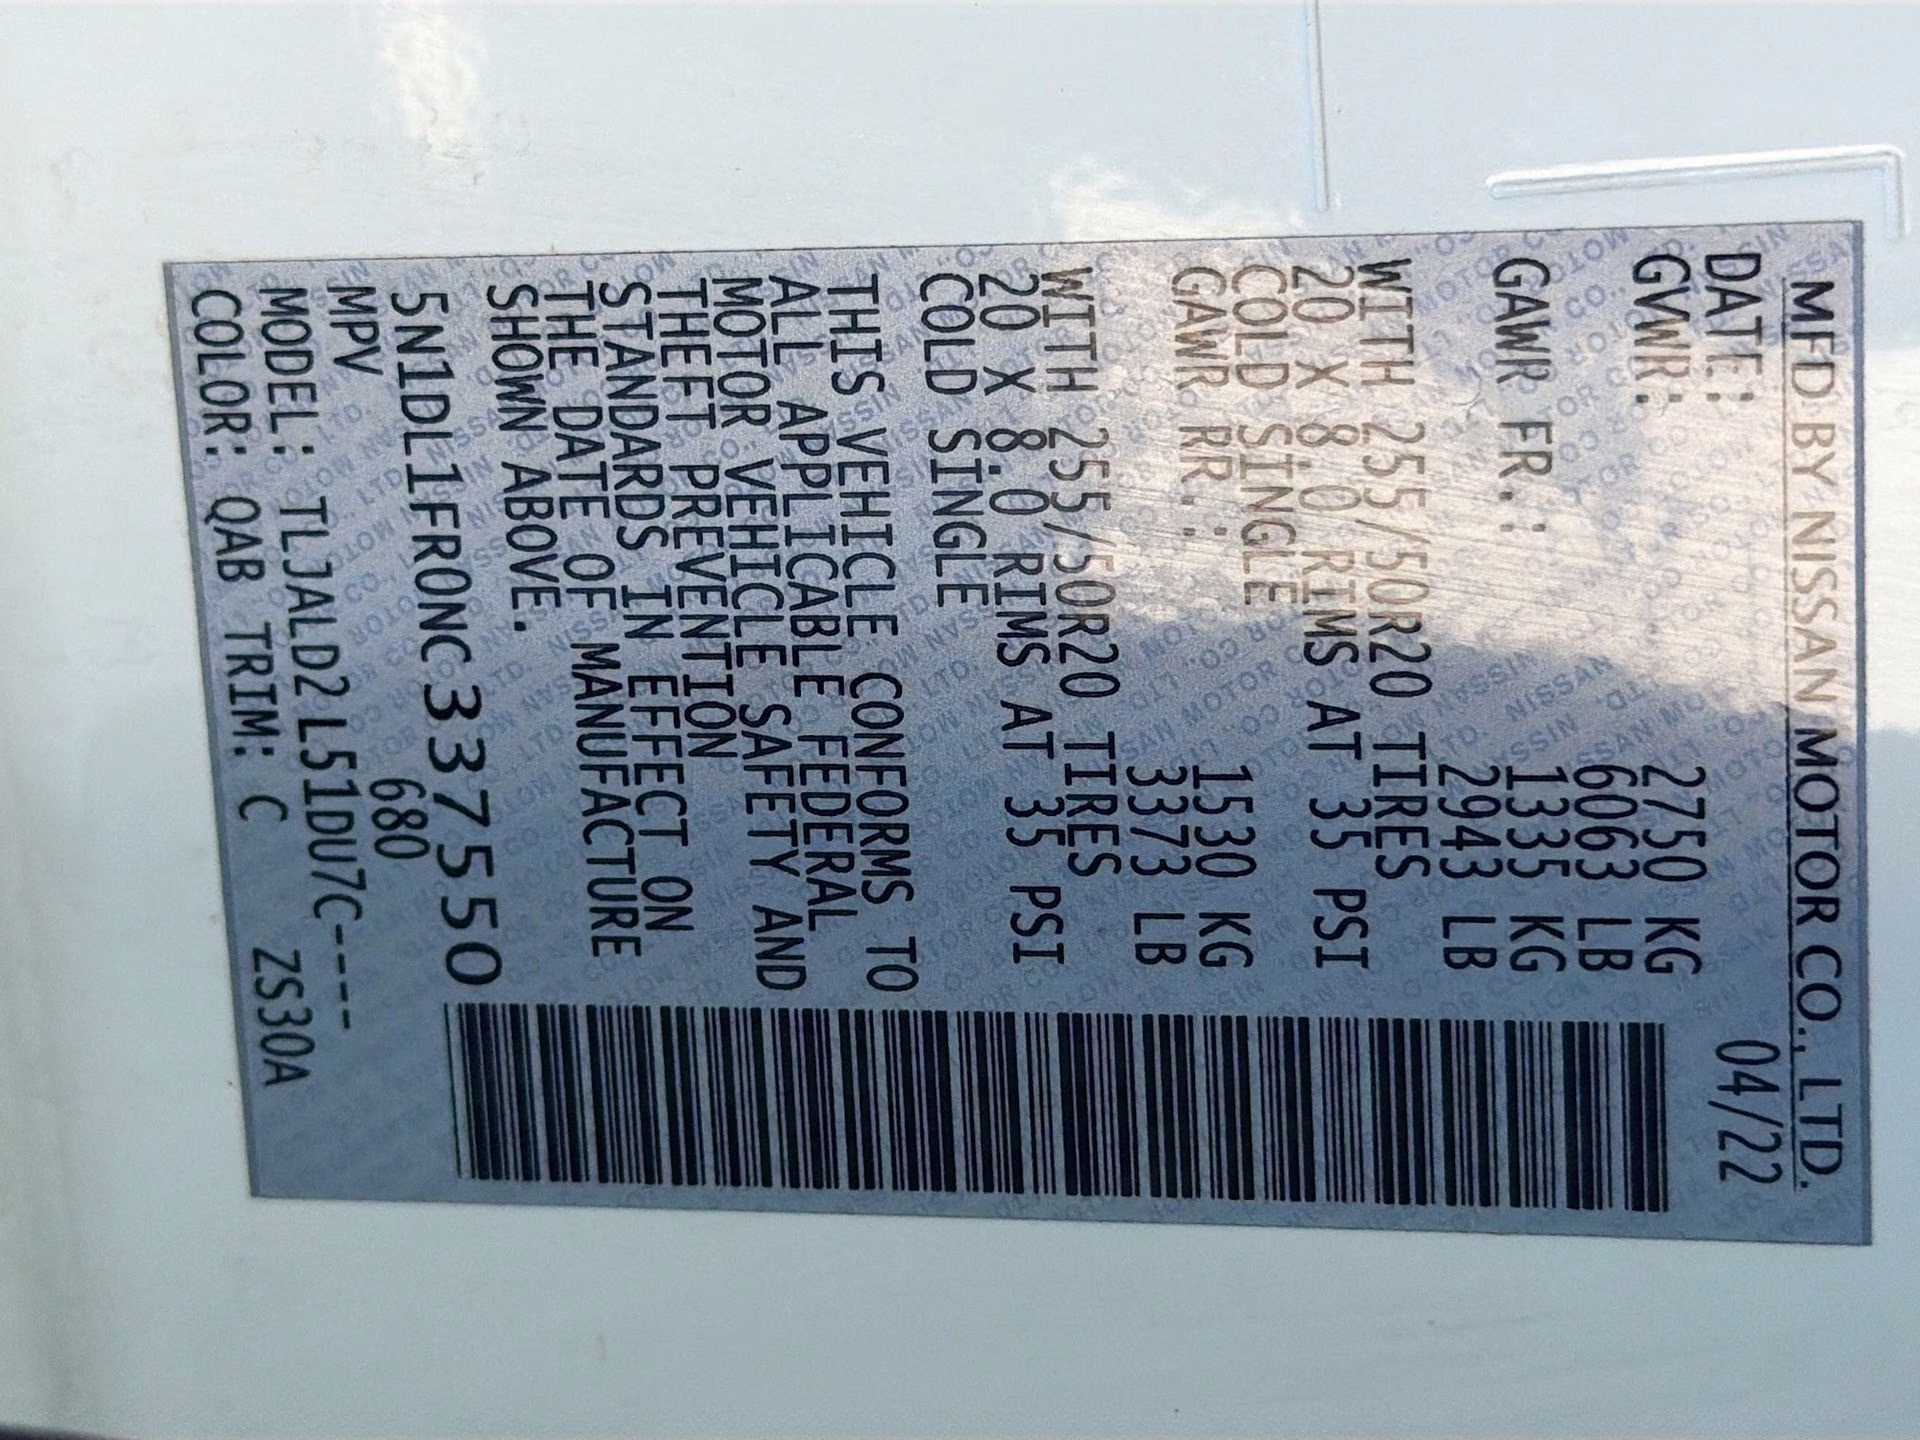 MFD BY NISSAN MOTOR CO., LTD.
DATE: 04/22
GVWR: 2750 KG
6063 LB
GAWR FR.: 1335 KG
2943 LB
WITH 255/50R20 TIRES
20 X 8.0 RIMS AT 35 PSI
COLD SINGLE
GAWR RR.: 1530 KG
3373 LB
WITH 255/50R20 TIRES
20 X 8.0 RIMS AT 35 PSI
COLD SINGLE
THIS VEHICLE CONFORMS TO
ALL APPLICABLE FEDERAL
MOTOR VEHICLE SAFETY AND
THEFT PREVENTION
STANDARDS IN EFFECT ON
THE DATE OF MANUFACTURE
SHOWN ABOVE.
5N1DL1FR0NC337550
MPV 680
MODEL: TLJALD2 L51DU7C----
COLOR: QAB TRIM: C ZS30A